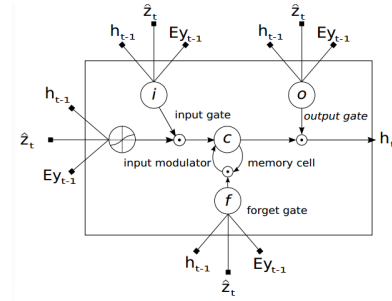 ẑₜ
ẑₜ
hₜ₋₁ Eyₜ₋₁ hₜ₋₁ Eyₜ₋₁
i o
hₜ₋₁
input gate output gate
ẑₜ c hₜ
input modulator memory cell
Eyₜ₋₁
f
forget gate
hₜ₋₁ Eyₜ₋₁
ẑₜ